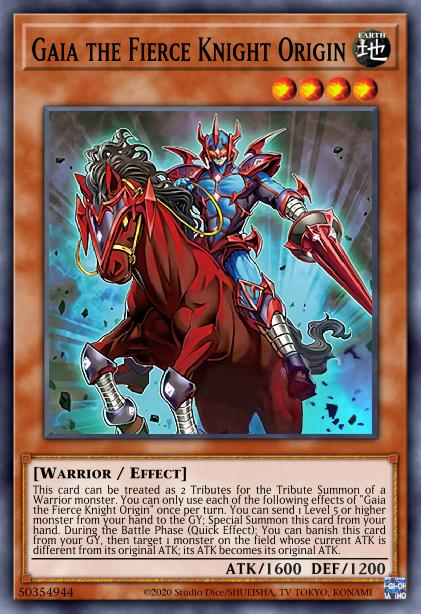 Gaia the Fierce Knight Origin
EARTH
地
[Warrior / Effect]
This card can be treated as 2 Tributes for the Tribute Summon of a
Warrior monster. You can only use each of the following effects of "Gaia
the Fierce Knight Origin" once per turn. You can send 1 Level 5 or higher
monster from your hand to the GY; Special Summon this card from your
hand. During the Battle Phase (Quick Effect): You can banish this card
from your GY, then target 1 monster on the field whose current ATK is
different from its original ATK; its ATK becomes its original ATK.
ATK/1600 DEF/1200
50354944
©2020 Studio Dice/SHUEISHA, TV TOKYO, KONAMI